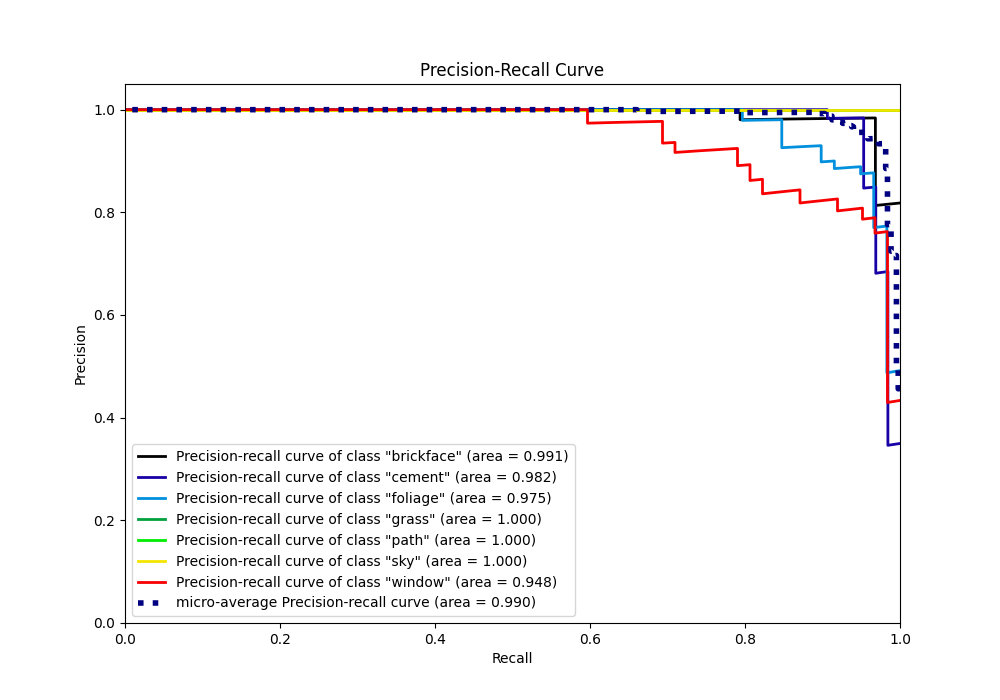 Precision-Recall Curve
1.0
0.8
0.6
0.4
0.2
0.0
Precision
Precision-recall curve of class "brickface" (area = 0.991)
Precision-recall curve of class "cement" (area = 0.982)
Precision-recall curve of class "foliage" (area = 0.975)
Precision-recall curve of class "grass" (area = 1.000)
Precision-recall curve of class "path" (area = 1.000)
Precision-recall curve of class "sky" (area = 1.000)
Precision-recall curve of class "window" (area = 0.948)
micro-average Precision-recall curve (area = 0.990)
0.0 0.2 0.4 0.6 0.8 1.0
Recall